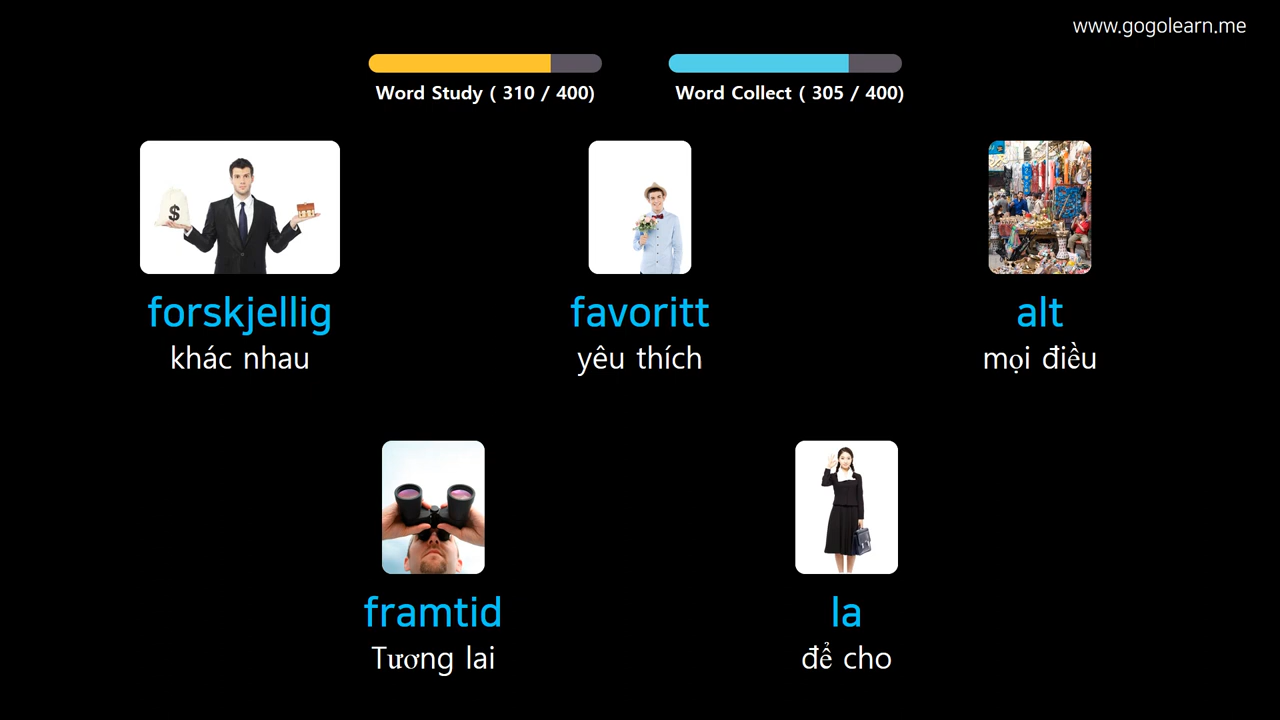 www.gogolearn.me
Word Study ( 310 / 400)
Word Collect ( 305 / 400)
$
forskjellig
favoritt
alt
khác nhau
yêu thích
mọi điều
framtid
la
Tương lai
để cho